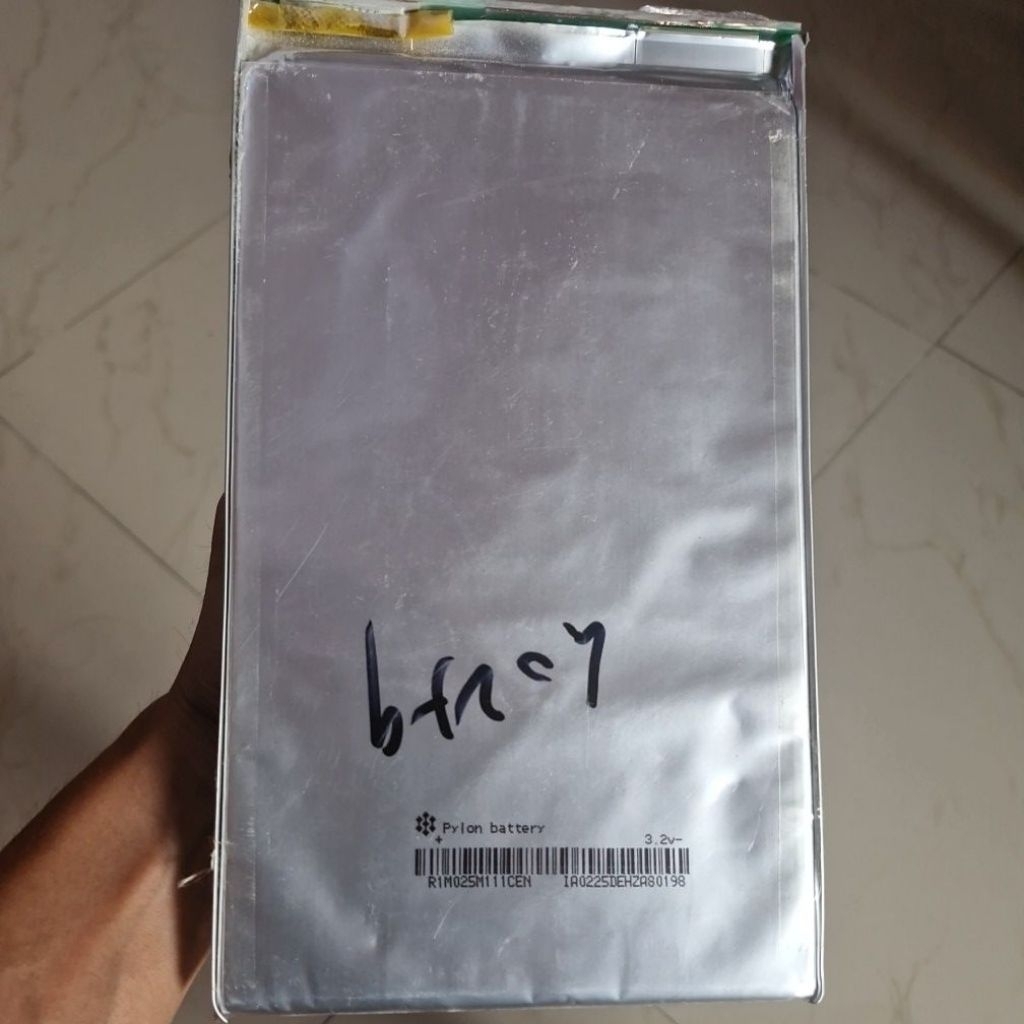 Pylon battery
+ 3.2v-
R1M025M111CEN IA0225DEHZA80198